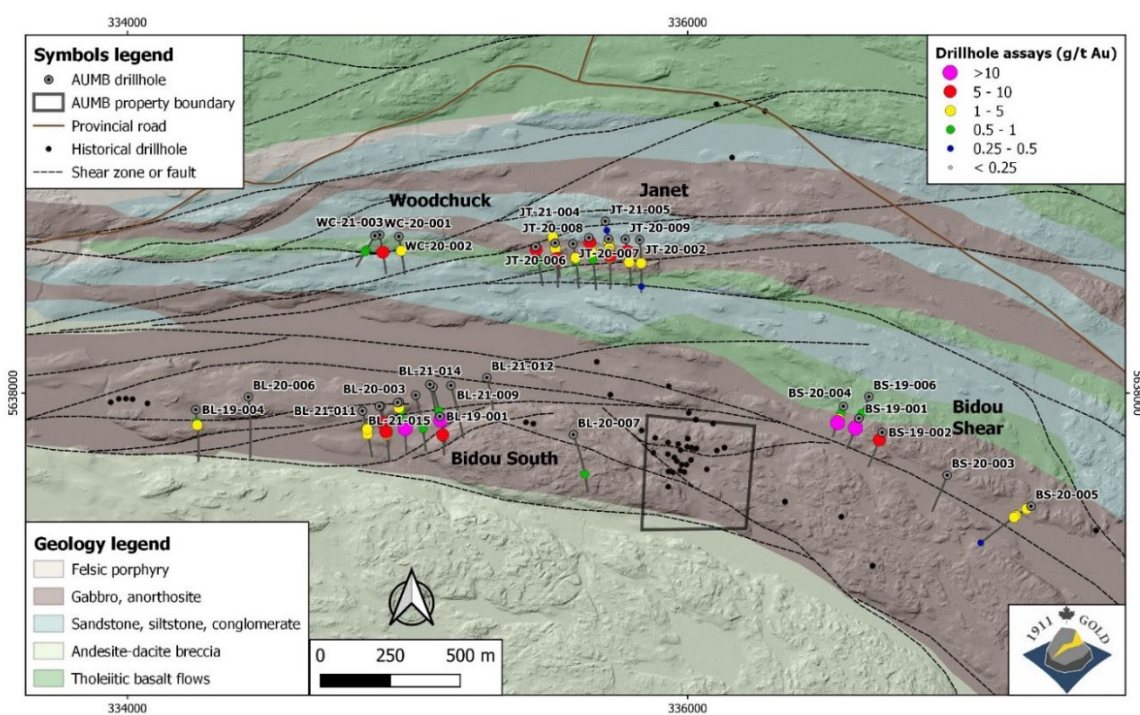 334000
336000
Symbols legend
AUMB drillhole
AUMB property boundary
Provincial road
Historical drillhole
Shear zone or fault
Drillhole assays (g/t Au)
>10
5 - 10
1 - 5
0.5 - 1
0.25 - 0.5
< 0.25
Woodchuck
Janet
WC-21-003
WC-20-001
WC-20-002
JT-21-004
JT-21-005
JT-20-008
JT-20-009
JT-20-006
JT-20-007
JT-20-002
5638000
5638000
BL-19-004
BL-20-006
BL-21-011
BL-20-003
BL-21-014
BL-21-012
BL-21-009
BL-21-015
BL-19-001
BL-20-007
Bidou South
BS-20-004
BS-19-006
BS-19-001
BS-19-002
Bidou
Shear
BS-20-003
BS-20-005
Geology legend
Felsic porphyry
Gabbro, anorthosite
Sandstone, siltstone, conglomerate
Andesite-dacite breccia
Tholeiitic basalt flows
0 250 500 m
1911 GOLD
334000
336000